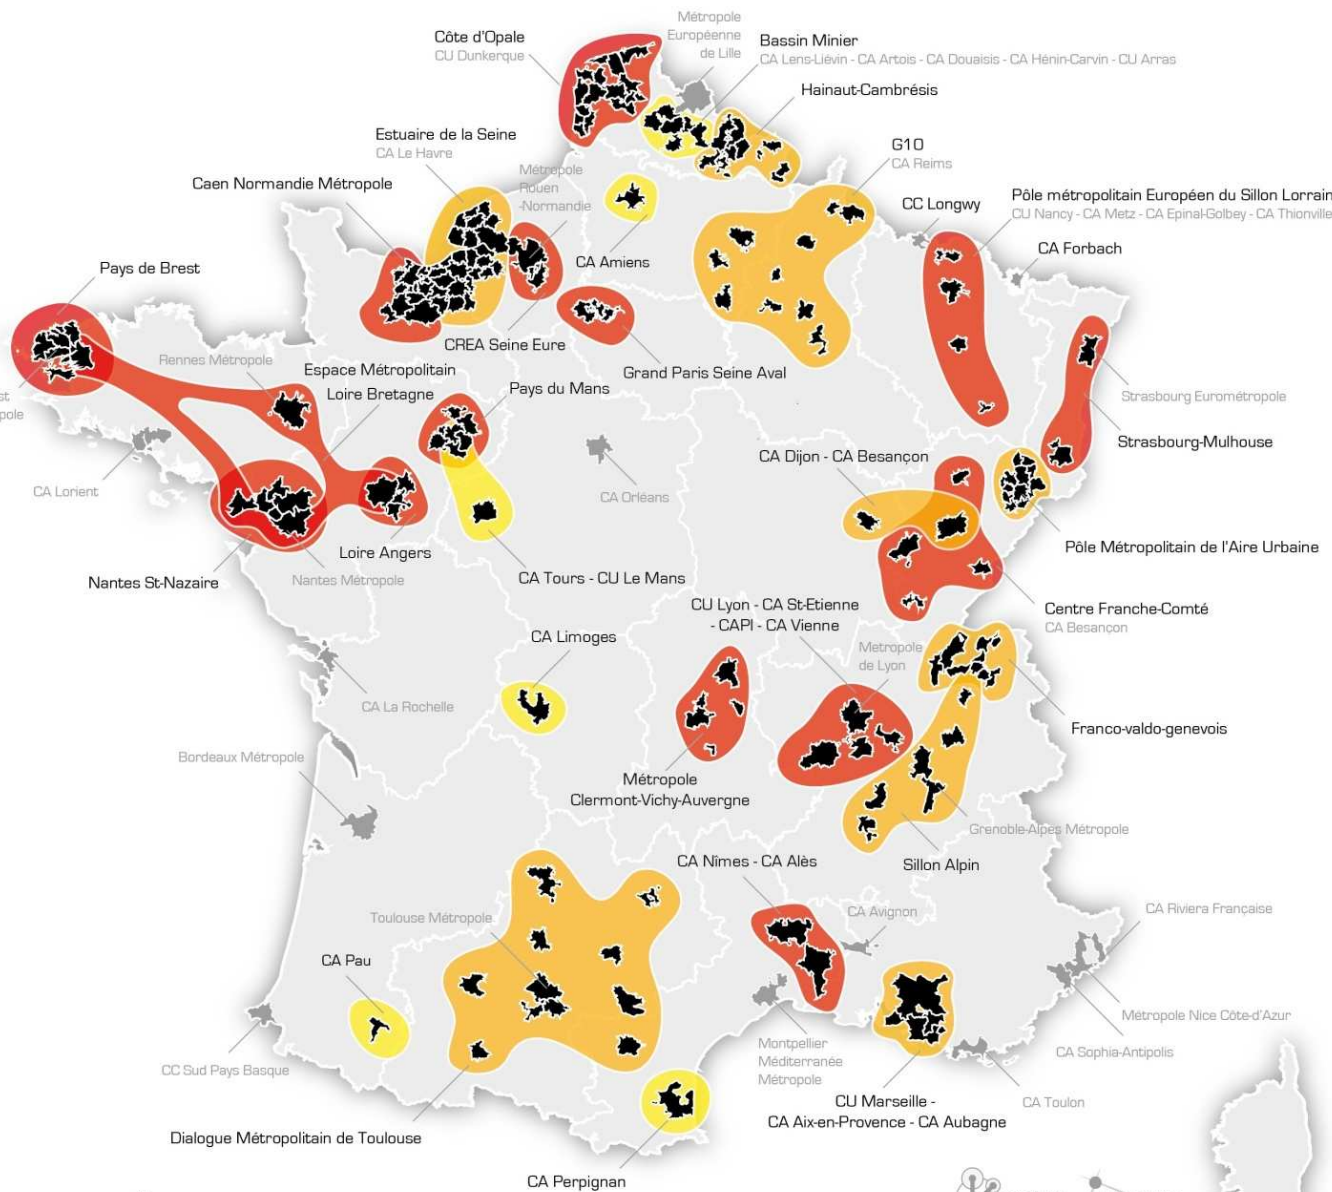 Métropole
Européenne
de Lille
Côte d'Opale
CU Dunkerque
Bassin Minier
CA Lens-Liévin - CA Artois - CA Douaisis - CA Hénin-Carvin - CU Arras
Hainaut-Cambrésis
Estuaire de la Seine
CA Le Havre
G10
CA Reims
Métropole
Rouen
-Normandie
Caen Normandie Métropole
CC Longwy
Pôle métropolitain Européen du Sillon Lorrain
CU Nancy - CA Metz - CA Epinal-Golbey - CA Thionville
CA Forbach
CA Amiens
Pays de Brest
CREA Seine Eure
Rennes Métropole
Espace Métropolitain
Loire Bretagne
Grand Paris Seine Aval
Pays du Mans
Strasbourg Eurométropole
Strasbourg-Mulhouse
CA Dijon - CA Besançon
CA Lorient
CA Orléans
Loire Angers
Pôle Métropolitain de l'Aire Urbaine
Nantes St-Nazaire
Nantes Métropole
CA Tours - CU Le Mans
CU Lyon - CA St-Etienne
- CAPI - CA Vienne
Centre Franche-Comté
CA Besançon
CA Limoges
Metropole
de Lyon
CA La Rochelle
Franco-valdo-genevois
Bordeaux Métropole
Métropole
Clermont-Vichy-Auvergne
Grenoble-Alpes Métropole
CA Nîmes - CA Alès
Sillon Alpin
Toulouse Métropole
CA Avignon
CA Riviera Française
CA Pau
Métropole Nice Côte-d'Azur
Montpellier
Méditerranée
Métropole
CA Sophia-Antipolis
CC Sud Pays Basque
CU Marseille -
CA Aix-en-Provence - CA Aubagne
CA Toulon
Dialogue Métropolitain de Toulouse
CA Perpignan